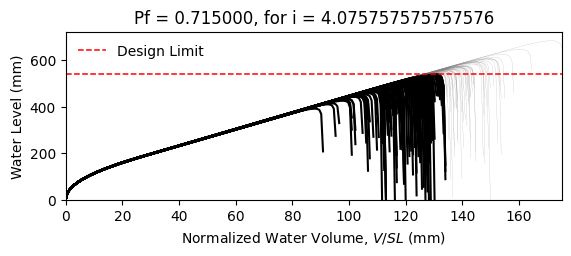 Pf = 0.715000, for i = 4.075757575757576
Design Limit
Water Level (mm)
600
400
200
0
0 20 40 60 80 100 120 140 160
Normalized Water Volume, V/SL (mm)